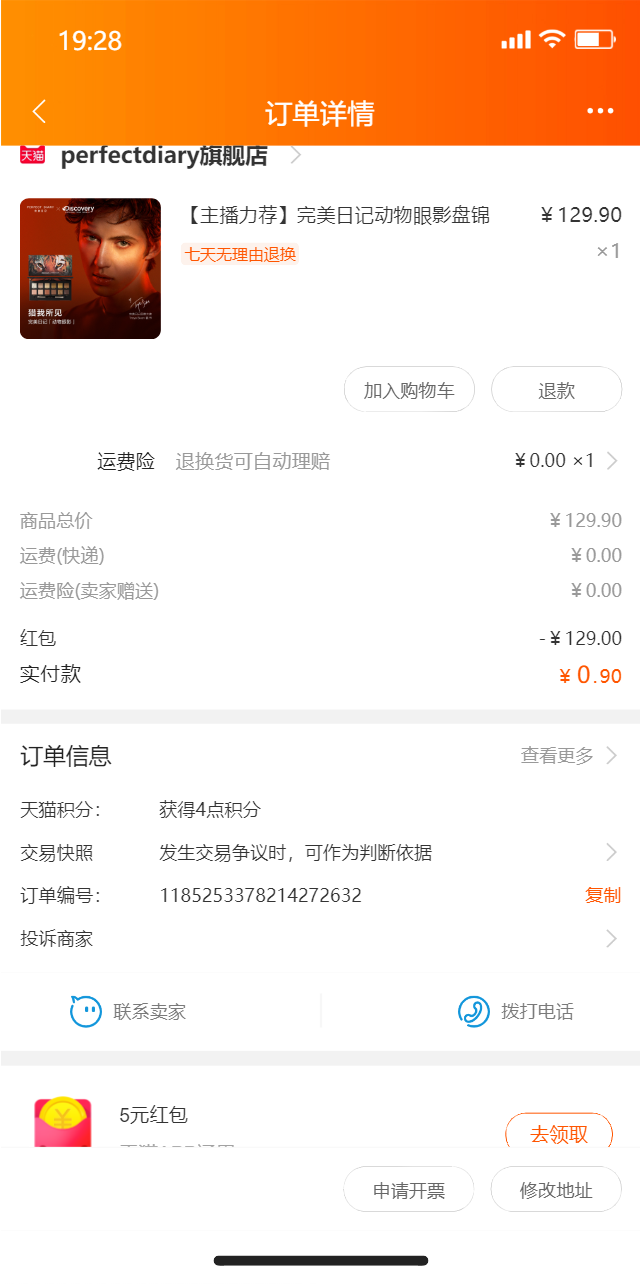 19:28
订单详情
天猫 perfectdiary旗舰店
【主播力荐】完美日记动物眼影盘锦 ¥129.90
七天无理由退换 ×1
Discovery
猎我所见
完美日记「动物眼影」
加入购物车 退款
运费险 退换货可自动理赔 ¥0.00 ×1
商品总价 ¥129.90
运费(快递) ¥0.00
运费险(卖家赠送) ¥0.00
红包 -¥129.00
实付款 ¥0.90
订单信息 查看更多
天猫积分: 获得4点积分
交易快照 发生交易争议时，可作为判断依据
订单编号: 1185253378214272632 复制
投诉商家
联系卖家 拨打电话
5元红包
去领取
申请开票 修改地址